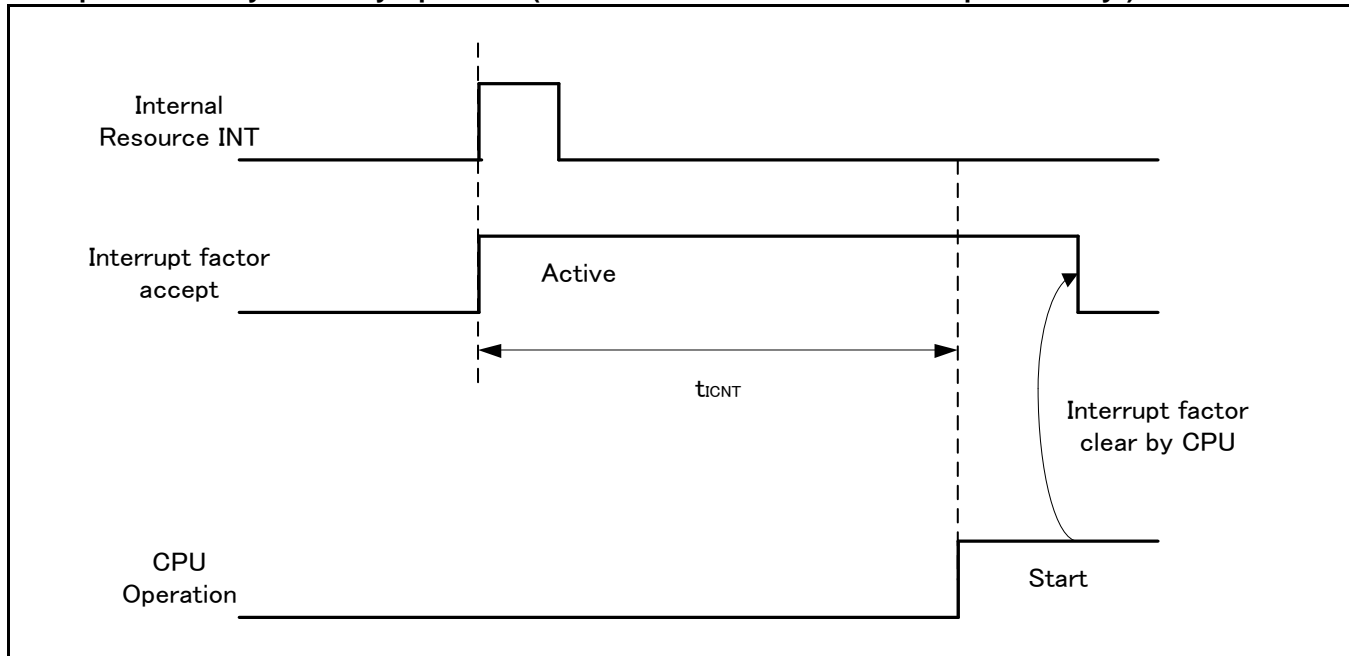 Internal
Resource INT
Interrupt factor
accept
Active
tICNT
Interrupt factor
clear by CPU
CPU
Operation
Start